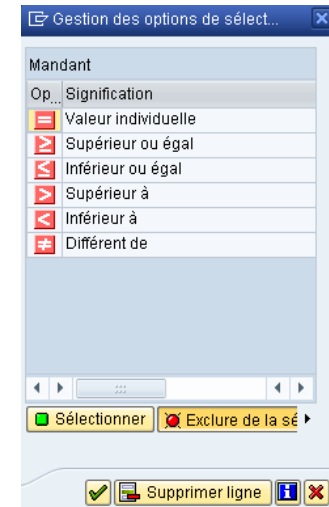 Gestion des options de sélect...
Mandant
Op... Signification
= Valeur individuelle
≥ Supérieur ou égal
≤ Inférieur ou égal
> Supérieur à
< Inférieur à
≠ Différent de
Sélectionner Exclure de la sé
Supprimer ligne